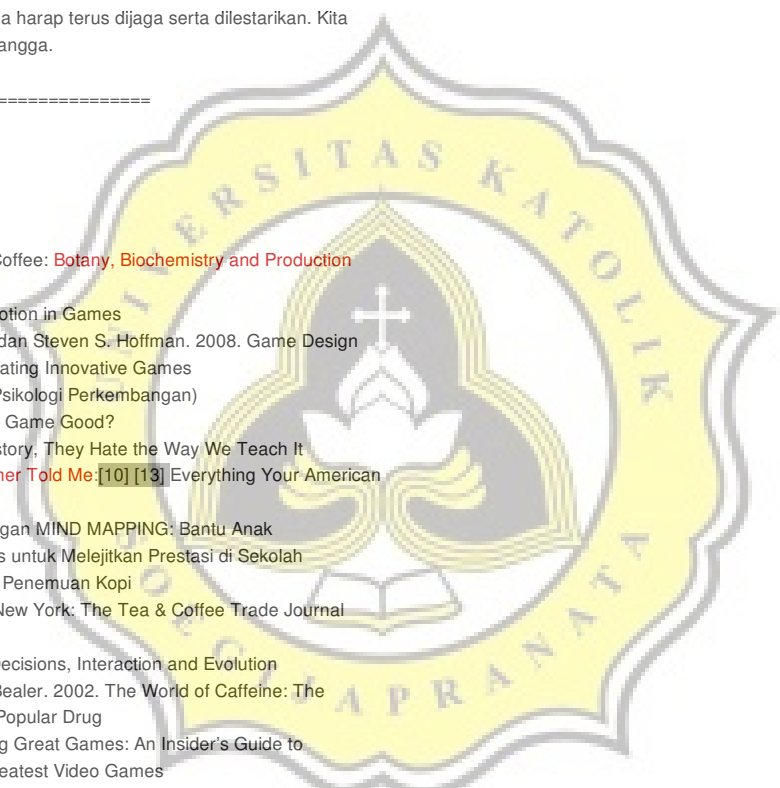 a harap terus dijaga serta dilestarikan. Kita
angga.
================
Coffee: Botany, Biochemistry and Production
otion in Games
dan Steven S. Hoffman. 2008. Game Design
ating Innovative Games
Psikologi Perkembangan)
Game Good?
story, They Hate the Way We Teach It
her Told Me:[10] [13] Everything Your American
gan MIND MAPPING: Bantu Anak
s untuk Melejitkan Prestasi di Sekolah
Penemuan Kopi
New York: The Tea & Coffee Trade Journal
Decisions, Interaction and Evolution
Bealer. 2002. The World of Caffeine: The
Popular Drug
g Great Games: An Insider's Guide to
eatest Video Games
UNIVERSITAS KATOLIK
SOEGIJAPRANATA